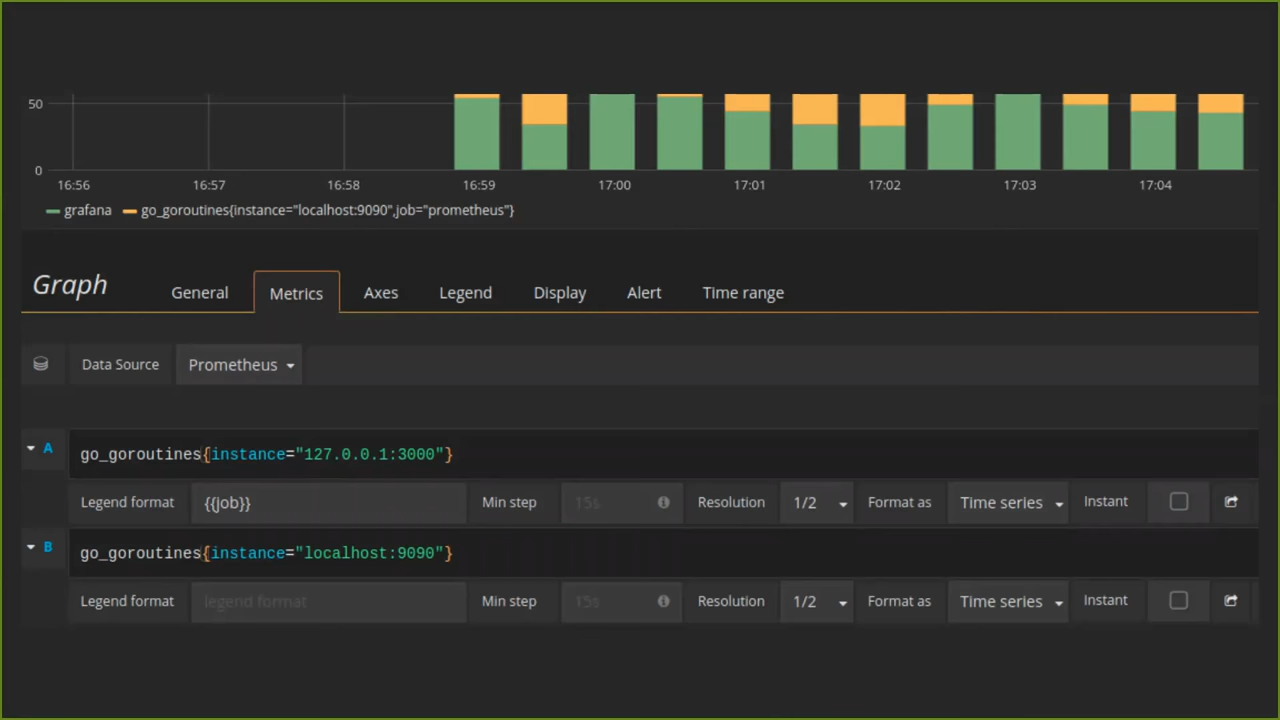 50
0
16:56 16:57 16:58 16:59 17:00 17:01 17:02 17:03 17:04
grafana go_goroutines{instance="localhost:9090",job="prometheus"}
Graph General Metrics Axes Legend Display Alert Time range
Data Source Prometheus
A go_goroutines{instance="127.0.0.1:3000"}
Legend format {{job}} Min step 15s Resolution 1/2 Format as Time series Instant
B go_goroutines{instance="localhost:9090"}
Legend format legend format Min step 15s Resolution 1/2 Format as Time series Instant